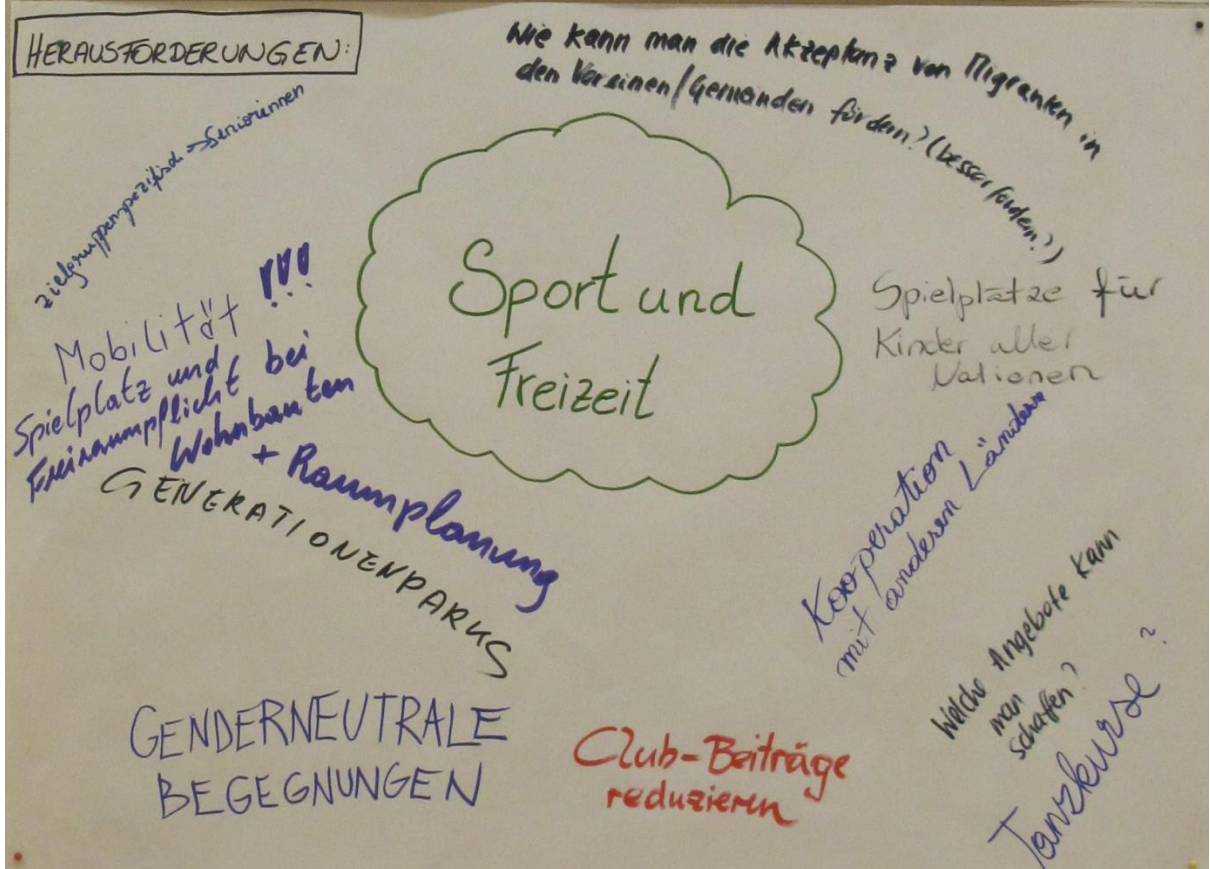 HERAUSFORDERUNGEN:
Wie kann man die Akzeptanz von Migranten in
den Vereinen/Gemeinden fördern? (besser fordern?)
zielgruppenspezifisch → Seniorinnen
Sport und
Freizeit
Mobilität !!!
Spielplatz und
Freiraumpflicht bei
Wohnbauten
+ Raumplanung
GENERATIONENPARKS
Spielplätze für
Kinder aller
Nationen
Kooperation
mit anderen Ländern
Welche Angebote kann
man
schaffen?
Tanzkurse?
GENDERNEUTRALE
BEGEGNUNGEN
Club-Beiträge
reduzieren